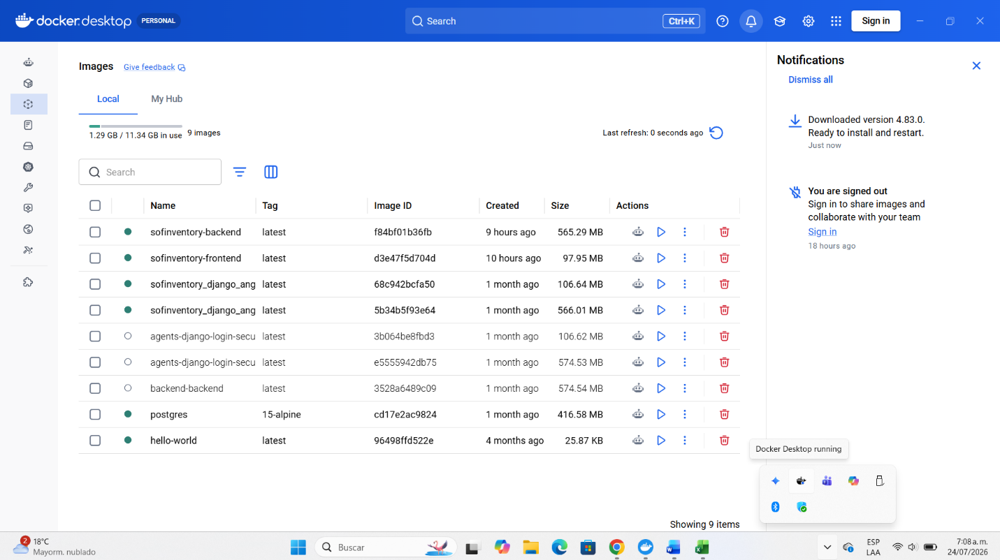 docker.desktop PERSONAL
Search Ctrl+K
Sign in
Images Give feedback
Local My Hub
1.29 GB / 11.34 GB in use 9 images
Last refresh: 0 seconds ago
Search
Name Tag Image ID Created Size Actions
sofinventory-backend latest f84bf01b36fb 9 hours ago 565.29 MB
sofinventory-frontend latest d3e47f5d704d 10 hours ago 97.95 MB
sofinventory_django_ang latest 68c942bcfa50 1 month ago 106.64 MB
sofinventory_django_ang latest 5b34b5f93e64 1 month ago 566.01 MB
agents-django-login-secu latest 3b064be8fbd3 1 month ago 106.62 MB
agents-django-login-secu latest e5555942db75 1 month ago 574.53 MB
backend-backend latest 3528a6489c09 1 month ago 574.54 MB
postgres 15-alpine cd17e2ac9824 1 month ago 416.58 MB
hello-world latest 96498ffd522e 4 months ago 25.87 KB
Showing 9 items
Notifications
Dismiss all
Downloaded version 4.83.0.
Ready to install and restart.
Just now
You are signed out
Sign in to share images and
collaborate with your team
Sign in
18 hours ago
Docker Desktop running
2
18°C
Mayorm. nublado
Buscar
ESP
LAA
7:08 a. m.
24/07/2026